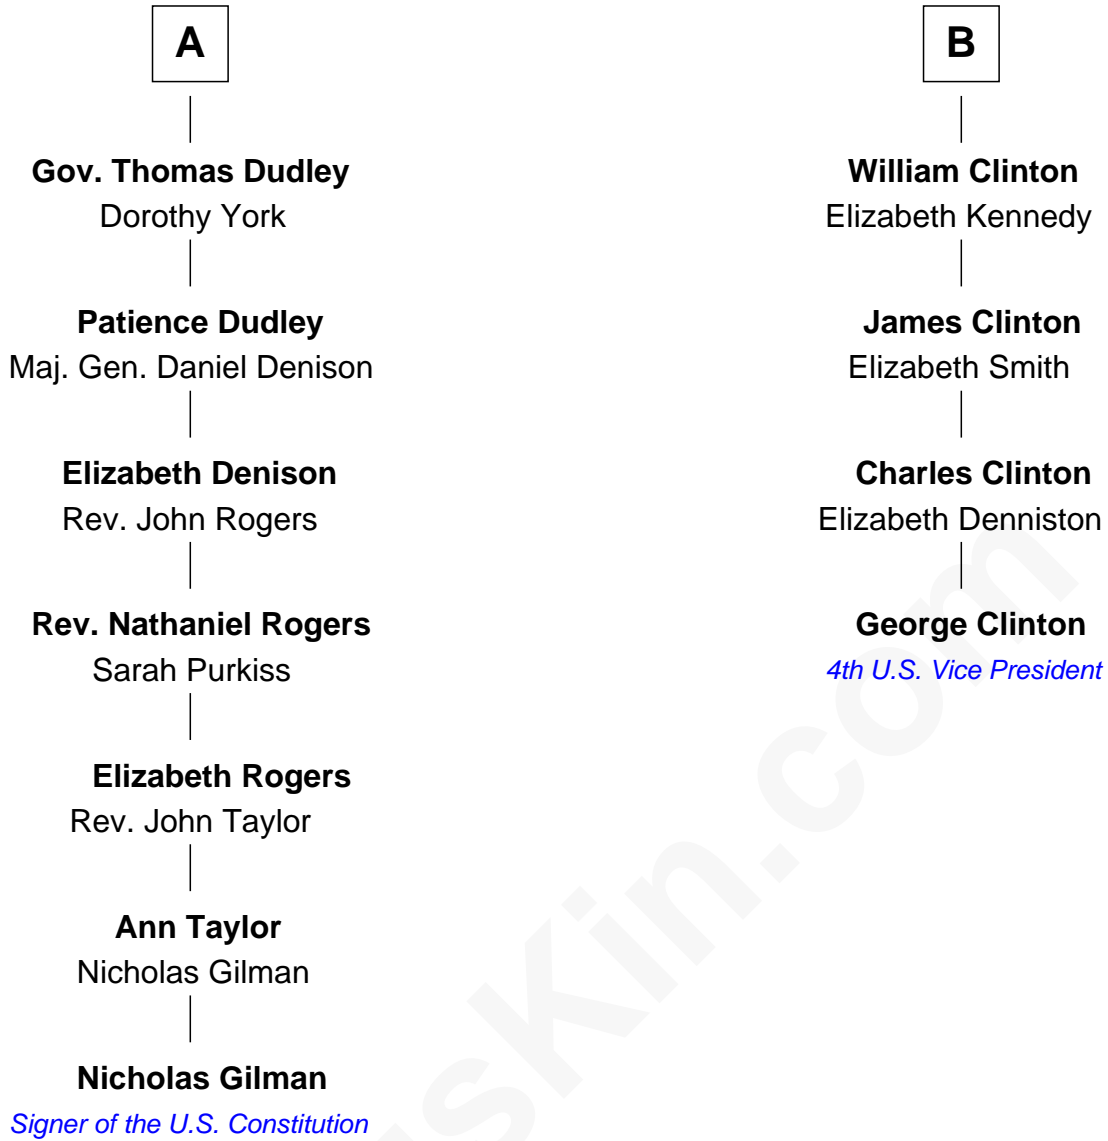 A
Gov. Thomas Dudley
Dorothy York
Patience Dudley
Maj. Gen. Daniel Denison
Elizabeth Denison
Rev. John Rogers
Rev. Nathaniel Rogers
Sarah Purkiss
Elizabeth Rogers
Rev. John Taylor
Ann Taylor
Nicholas Gilman
Nicholas Gilman
Signer of the U.S. Constitution
B
William Clinton
Elizabeth Kennedy
James Clinton
Elizabeth Smith
Charles Clinton
Elizabeth Denniston
George Clinton
4th U.S. Vice President
usKin.com